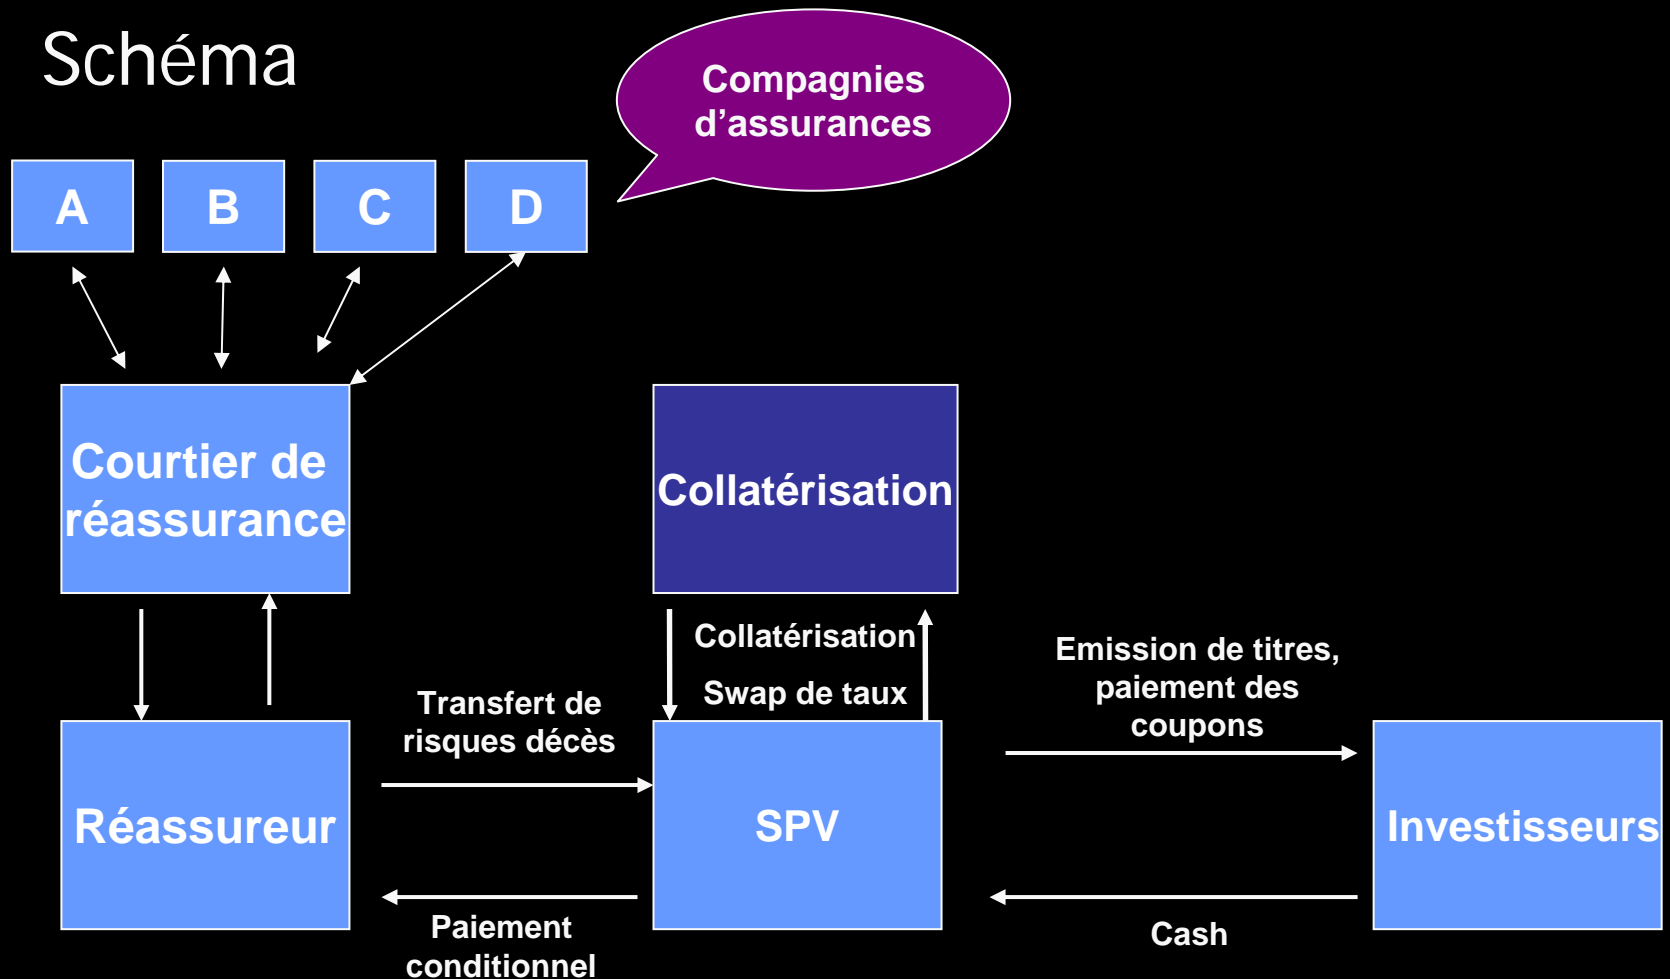 Schéma
Compagnies
d’assurances
A B C D
Courtier de
réassurance
Collatérisation
Collatérisation
Swap de taux
Emission de titres,
paiement des
coupons
Transfert de
risques décès
Réassureur
SPV
Investisseurs
Paiement
conditionnel
Cash